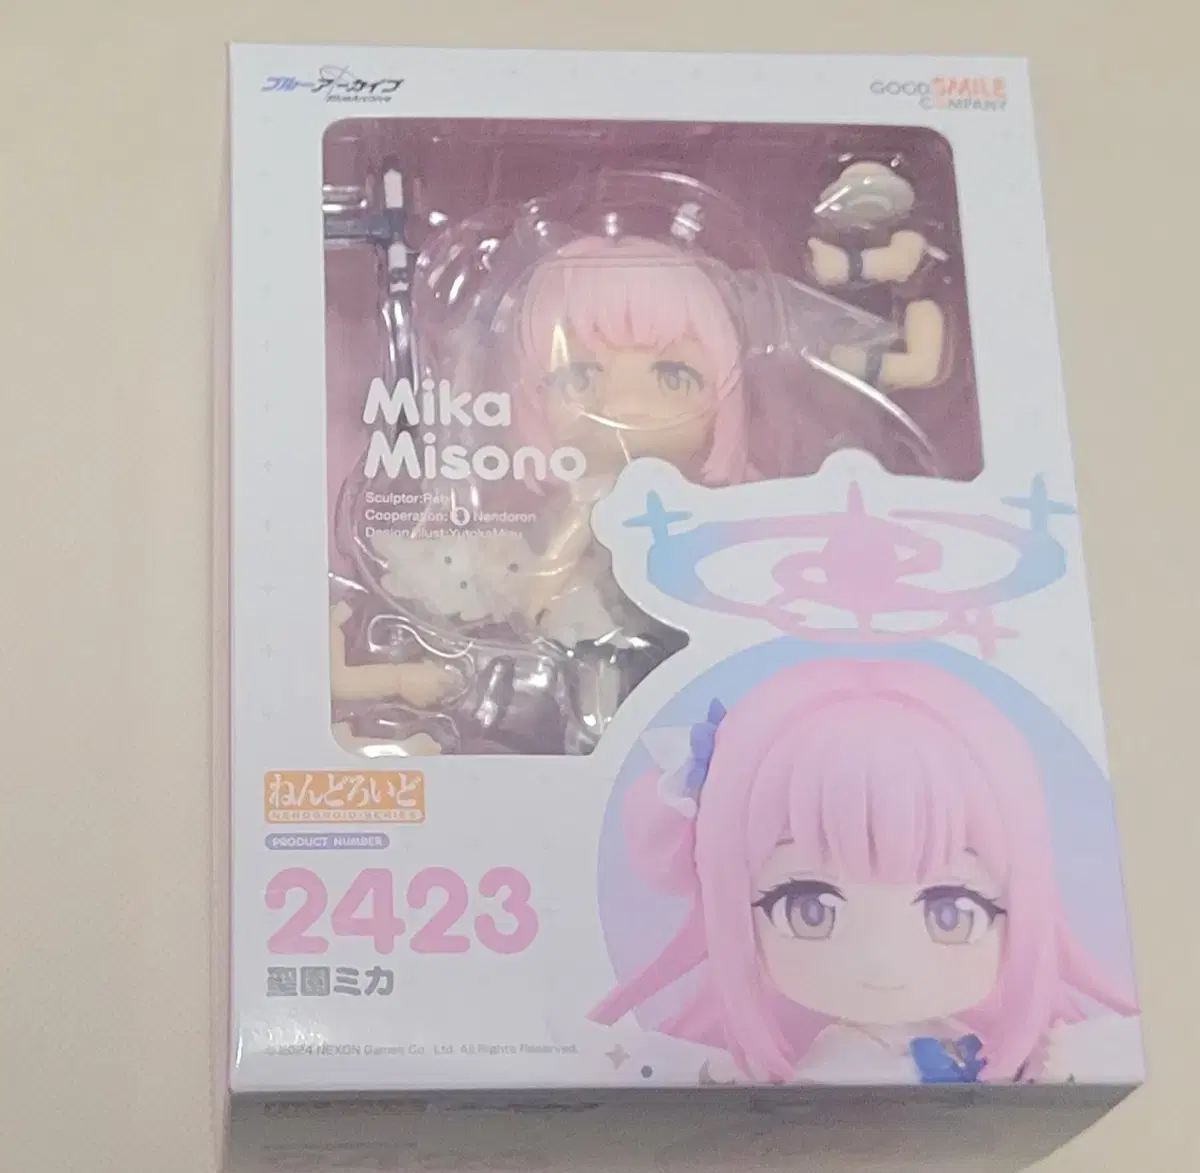 ブルーアーカイブ
Blue Archive
GOOD SMILE
COMPANY
Mika
Misono
Sculptor:
Cooperation: Nendoron
Design illust:
ねんどろいど
NENDOROID SERIES
PRODUCT NUMBER
2423
聖園ミカ
© 2024 NEXON Games Co., Ltd. All Rights Reserved.